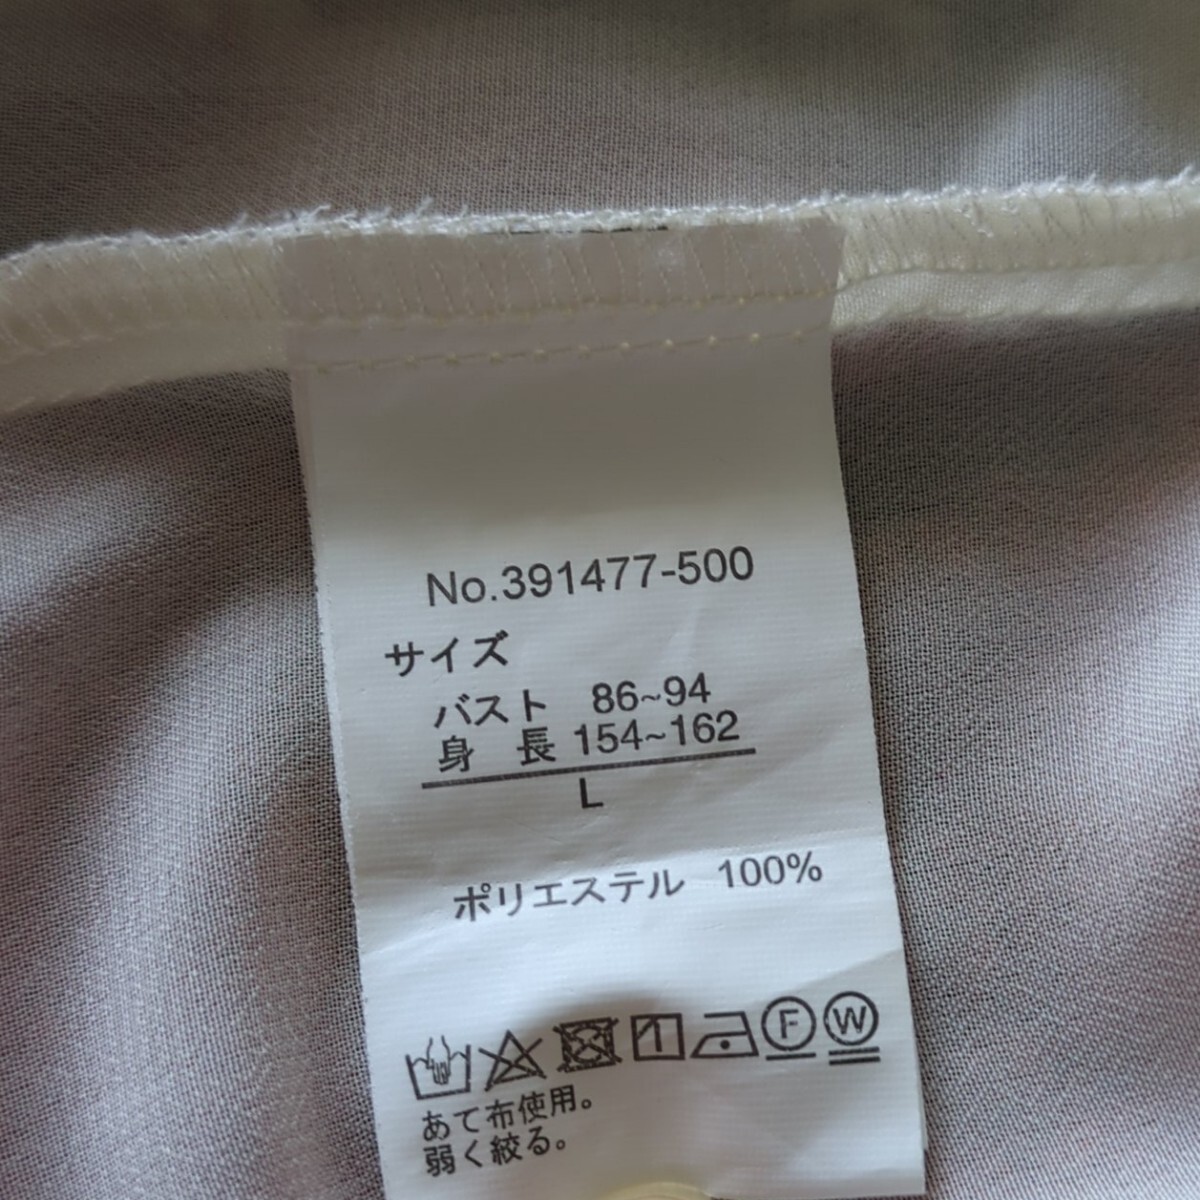 No.391477-500
サイズ
バスト 86~94
身 長 154~162
L
ポリエステル 100%
F W
あて布使用。
弱く絞る。